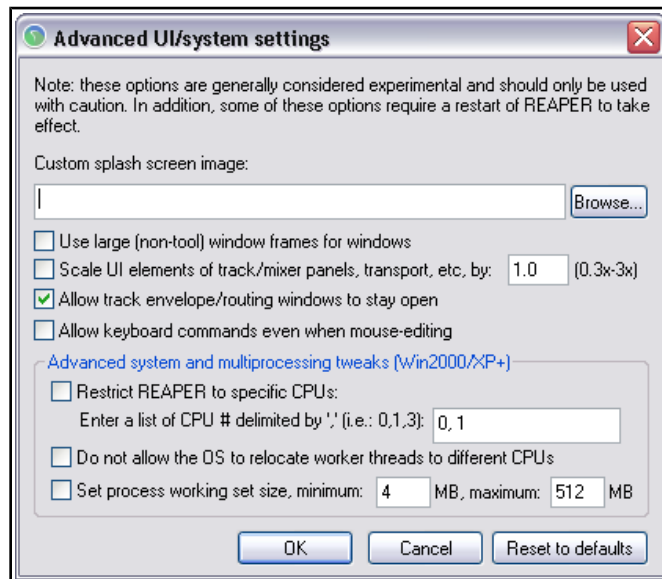 Advanced UI/system settings
Note: these options are generally considered experimental and should only be used
with caution. In addition, some of these options require a restart of REAPER to take
effect.
Custom splash screen image:
Browse...
Use large (non-tool) window frames for windows
Scale UI elements of track/mixer panels, transport, etc, by: 1.0 (0.3x-3x)
Allow track envelope/routing windows to stay open
Allow keyboard commands even when mouse-editing
Advanced system and multiprocessing tweaks (Win2000/XP+)
Restrict REAPER to specific CPUs:
Enter a list of CPU # delimited by ',' (i.e.: 0,1,3): 0, 1
Do not allow the OS to relocate worker threads to different CPUs
Set process working set size, minimum: 4 MB, maximum: 512 MB
OK Cancel Reset to defaults